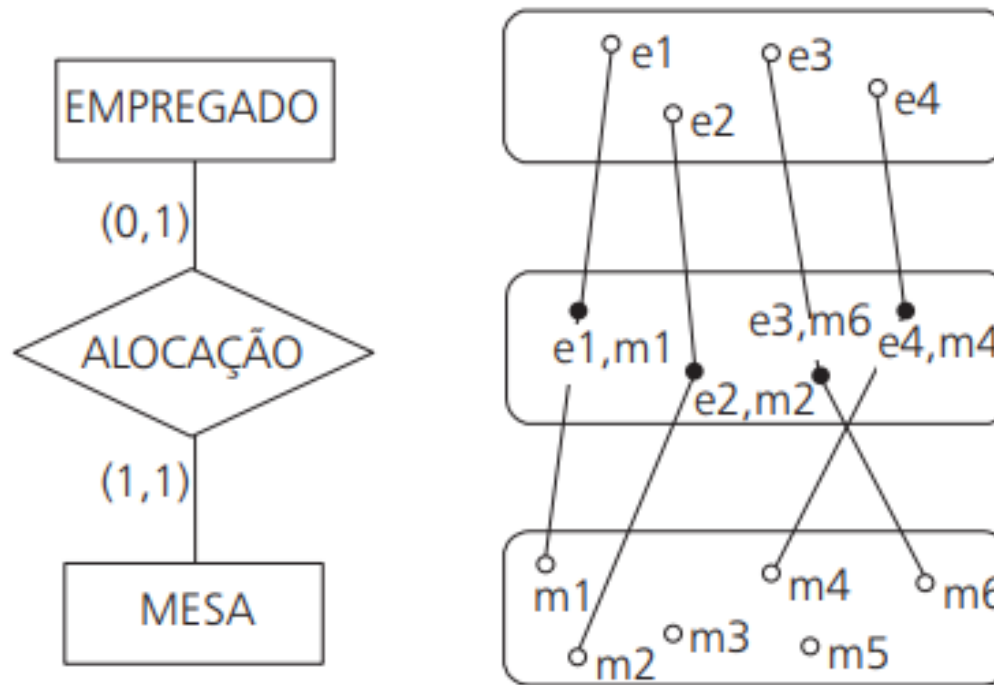 EMPREGADO
(0,1)
ALOCAÇÃO
(1,1)
MESA
e1
e3
e2
e4
e1,m1
e3,m6
e4,m4
e2,m2
m1
m4
m6
m2
m3
m5